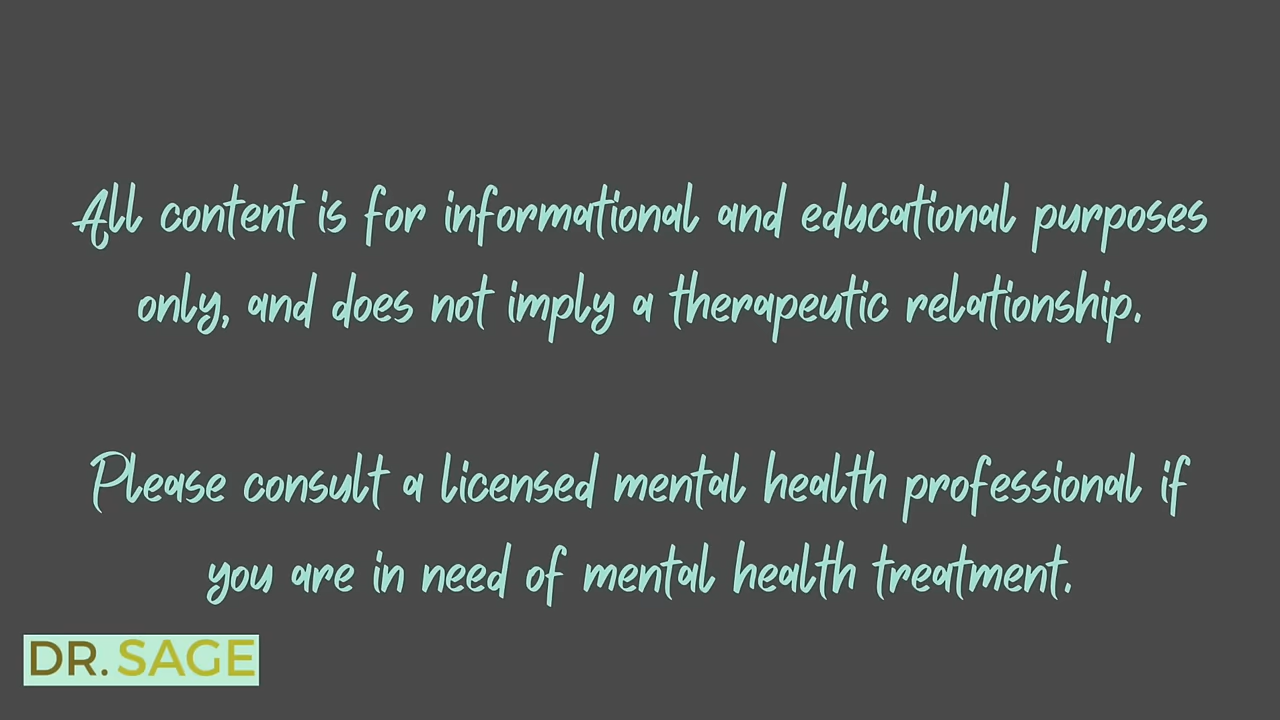 All content is for informational and educational purposes
only, and does not imply a therapeutic relationship.
Please consult a licensed mental health professional if
you are in need of mental health treatment.
DR. SAGE